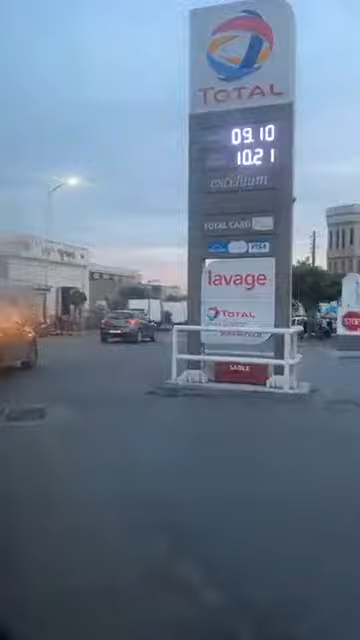 TOTAL
09.10
10.21
excellium
TOTAL CARD
VISA
lavage
TOTAL
SABLE
STOP